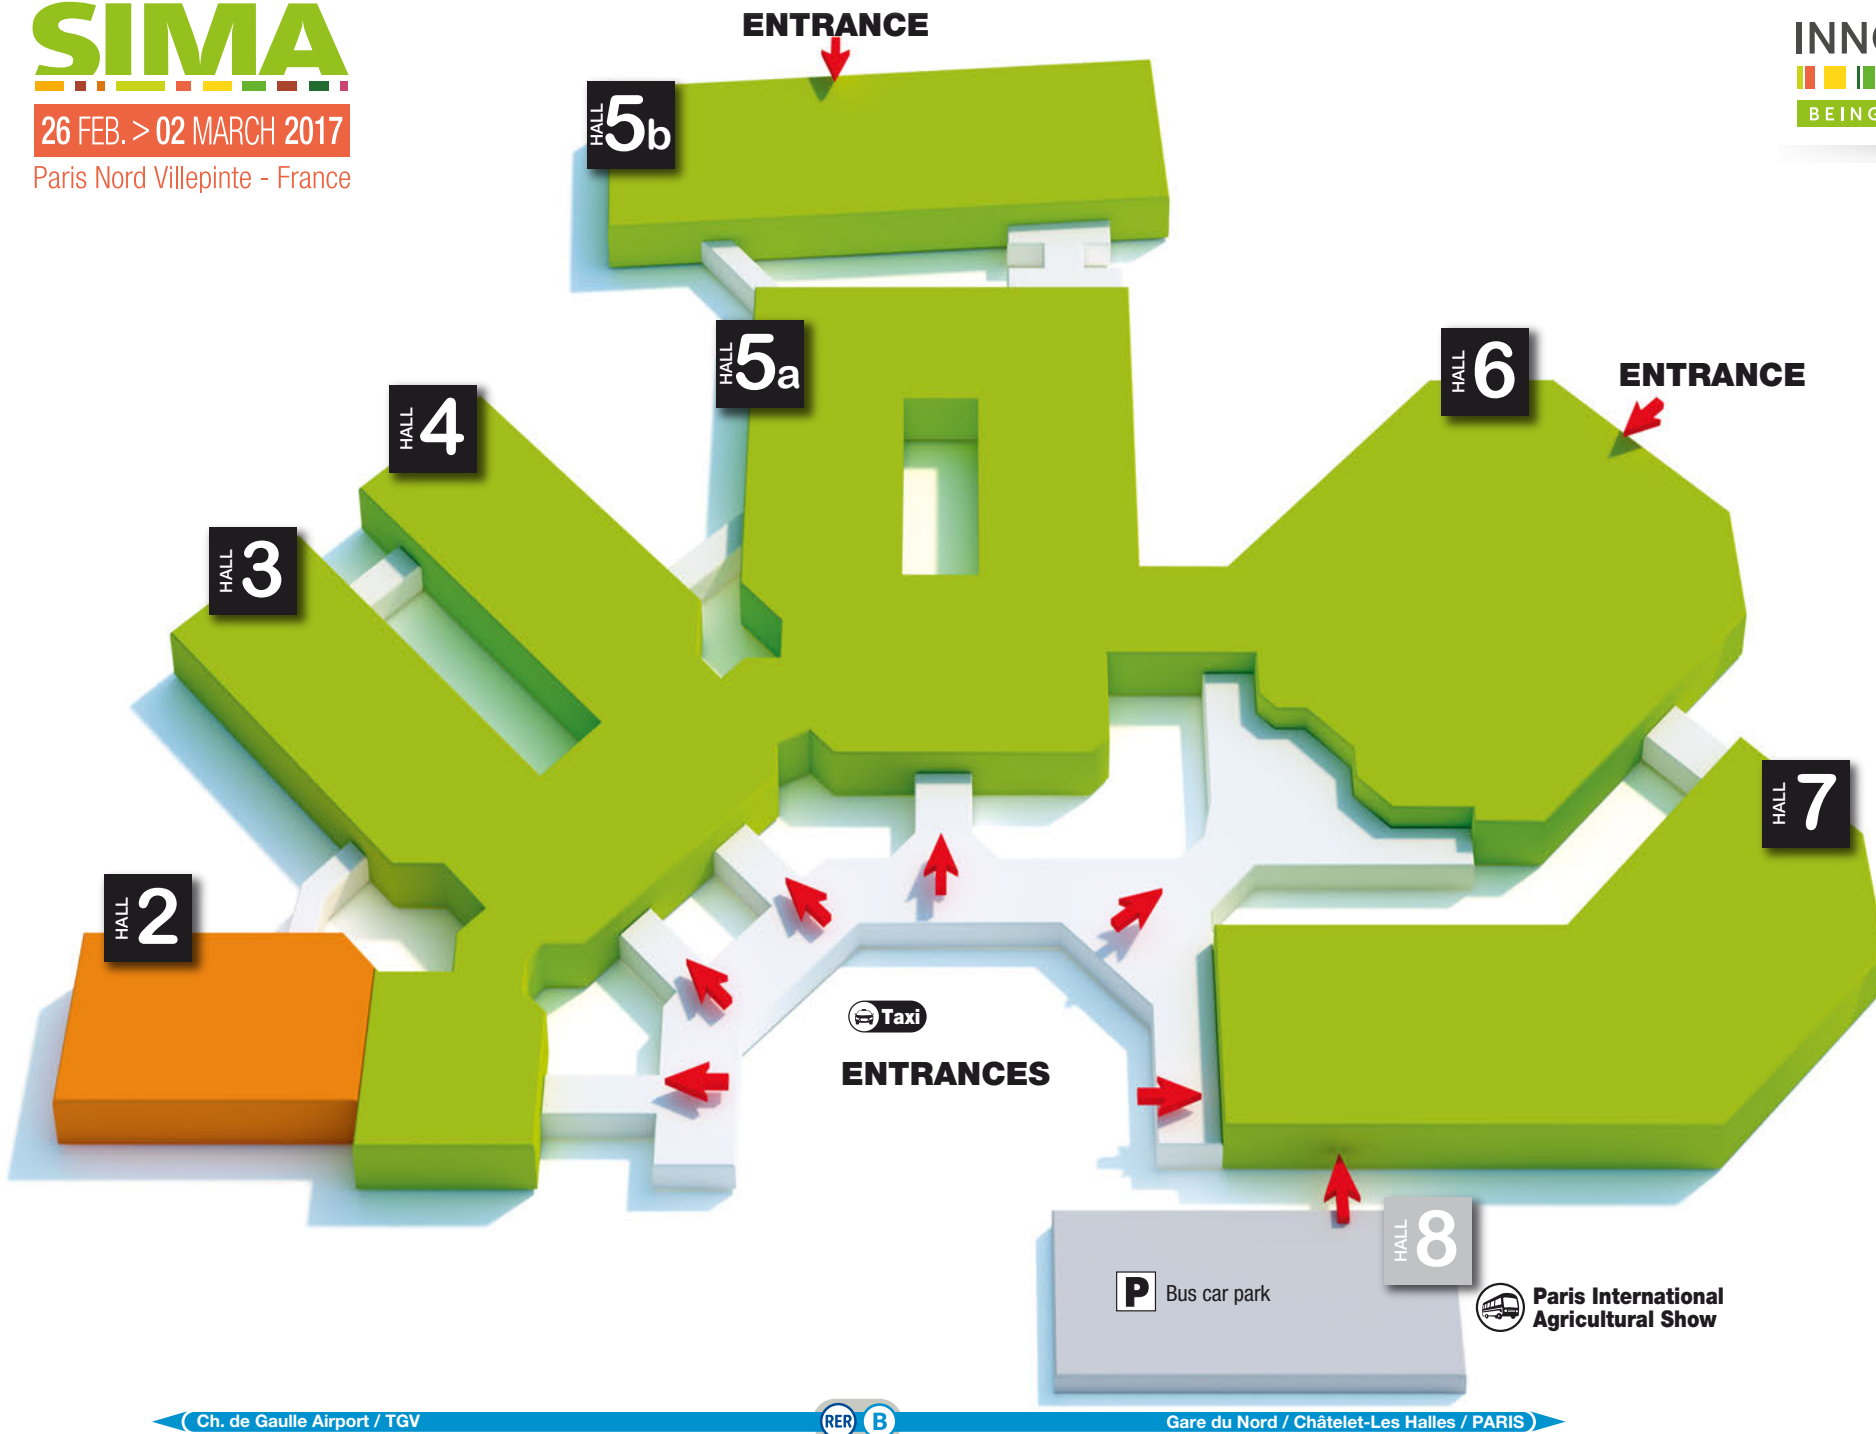 SIMA
26 FEB. > 02 MARCH 2017
Paris Nord Villepinte - France
ENTRANCE
HALL 5b
HALL 5a
HALL 4
HALL 3
HALL 2
HALL 6
ENTRANCE
HALL 7
Taxi
ENTRANCES
HALL 8
P Bus car park
Paris International
Agricultural Show
Ch. de Gaulle Airport / TGV
RER B
Gare du Nord / Châtelet-Les Halles / PARIS
BEING